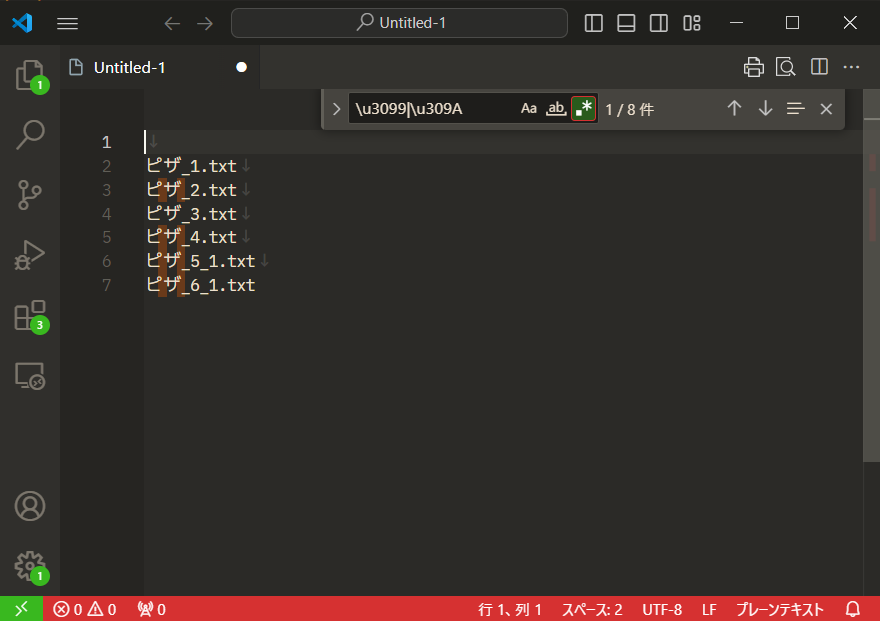 Untitled-1
Untitled-1
\u3099|\u309A Aa ab 1 / 8 件
1 ↓
2 ピザ_1.txt↓
3 ピザ_2.txt↓
4 ピザ_3.txt↓
5 ピザ_4.txt↓
6 ピザ_5_1.txt↓
7 ピザ_6_1.txt
1
3
1
0 0 0 行 1、列 1 スペース: 2 UTF-8 LF プレーンテキスト